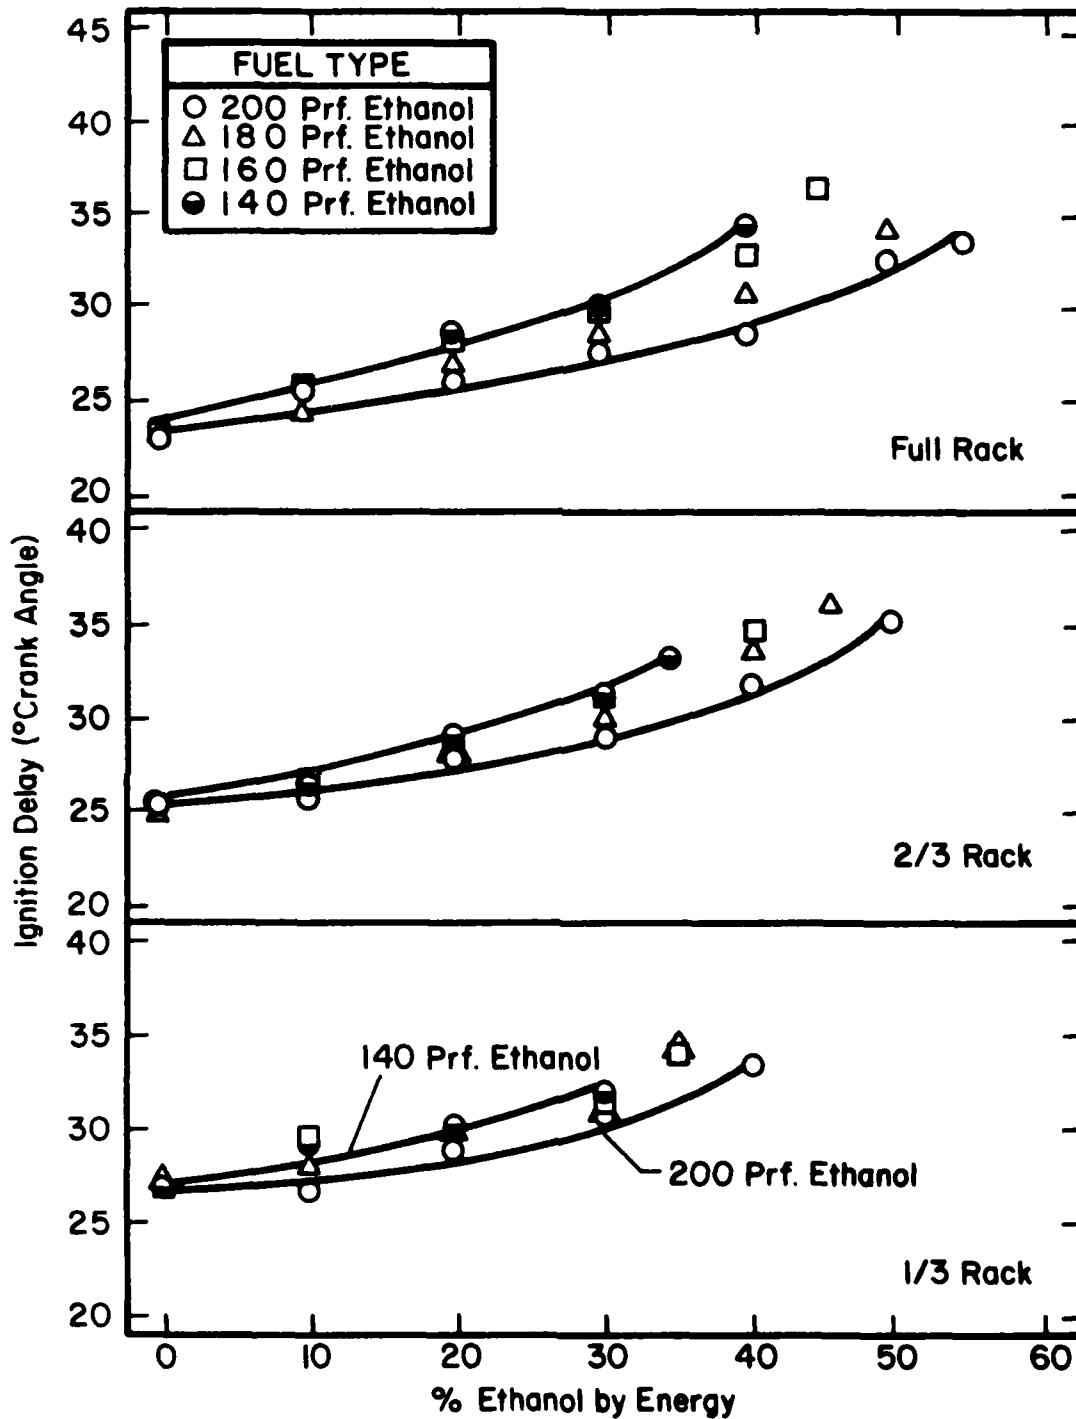 FUEL TYPE
200 Prf. Ethanol
180 Prf. Ethanol
160 Prf. Ethanol
140 Prf. Ethanol
45
40
35
30
25
20
Full Rack
40
35
30
25
20
2/3 Rack
Ignition Delay (°Crank Angle)
40
35
30
25
20
140 Prf. Ethanol
200 Prf. Ethanol
1/3 Rack
0 10 20 30 40 50 60
% Ethanol by Energy